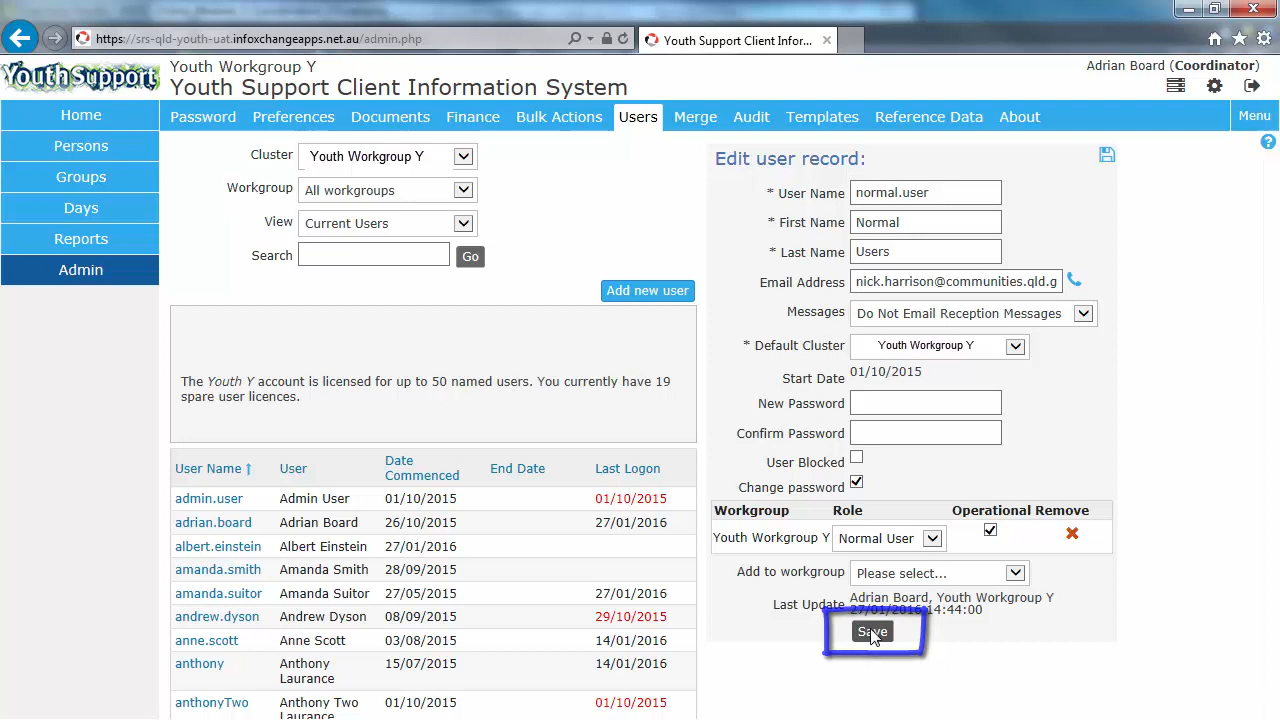 https://srs-qld-youth-uat.infoxchangeapps.net.au/admin.php
Youth Support Client Infor...
YouthSupport
Youth Workgroup Y
Youth Support Client Information System
Adrian Board (Coordinator)
Home
Persons
Groups
Days
Reports
Admin
Password Preferences Documents Finance Bulk Actions Users Merge Audit Templates Reference Data About
Menu
Cluster Youth Workgroup Y
Workgroup All workgroups
View Current Users
Search Go
Add new user
The Youth Y account is licensed for up to 50 named users. You currently have 19
spare user licences.
User Name User Date Commenced End Date Last Logon
admin.user Admin User 01/10/2015 01/10/2015
adrian.board Adrian Board 26/10/2015 27/01/2016
albert.einstein Albert Einstein 27/01/2016
amanda.smith Amanda Smith 28/09/2015
amanda.suitor Amanda Suitor 27/05/2015 27/01/2016
andrew.dyson Andrew Dyson 08/09/2015 29/10/2015
anne.scott Anne Scott 03/08/2015 14/01/2016
anthony Anthony Laurance 15/07/2015 14/01/2016
anthonyTwo Anthony Two Laurance 01/10/2015 01/10/2015
Edit user record:
* User Name normal.user
* First Name Normal
* Last Name Users
Email Address nick.harrison@communities.qld.g
Messages Do Not Email Reception Messages
* Default Cluster Youth Workgroup Y
Start Date 01/10/2015
New Password
Confirm Password
User Blocked
Change password
Workgroup Role Operational Remove
Youth Workgroup Y Normal User
Add to workgroup Please select...
Last Update Adrian Board, Youth Workgroup Y
27/01/2016 14:44:00
Save